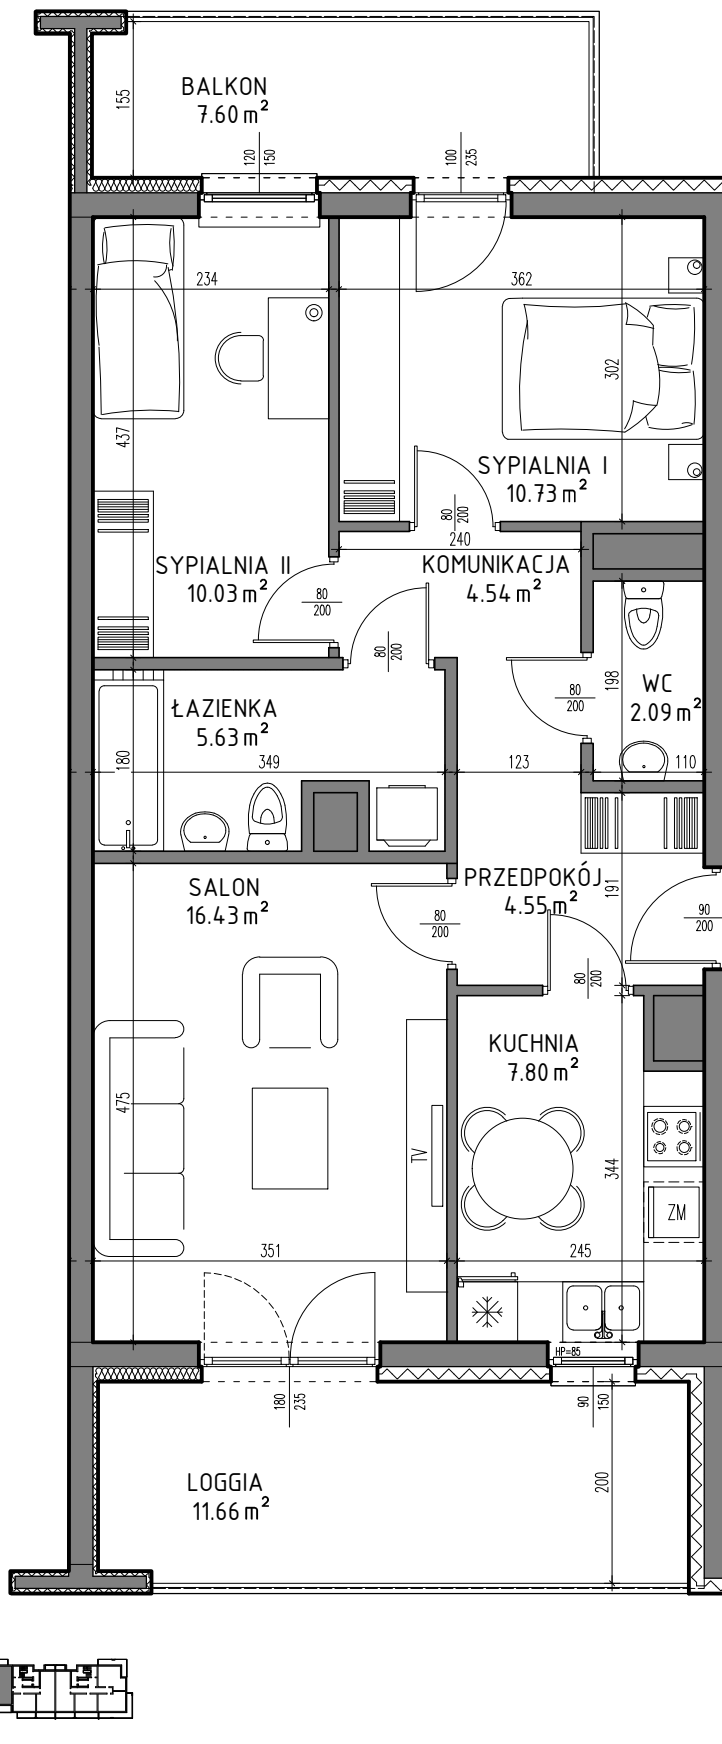 BALKON
7.60 m²
155
120
150
100
235
234
362
302
437
SYPIALNIA I
10.73 m²
80
200
240
SYPIALNIA II
10.03 m²
KOMUNIKACJA
4.54 m²
80
200
80
200
198
WC
2.09 m²
80
200
ŁAZIENKA
5.63 m²
180
349
123
110
SALON
16.43 m²
PRZEDPOKÓJ
4.55 m²
191
80
200
90
200
80
200
KUCHNIA
7.80 m²
475
TV
344
ZM
351
245
HP=85
180
235
90
150
LOGGIA
11.66 m²
200